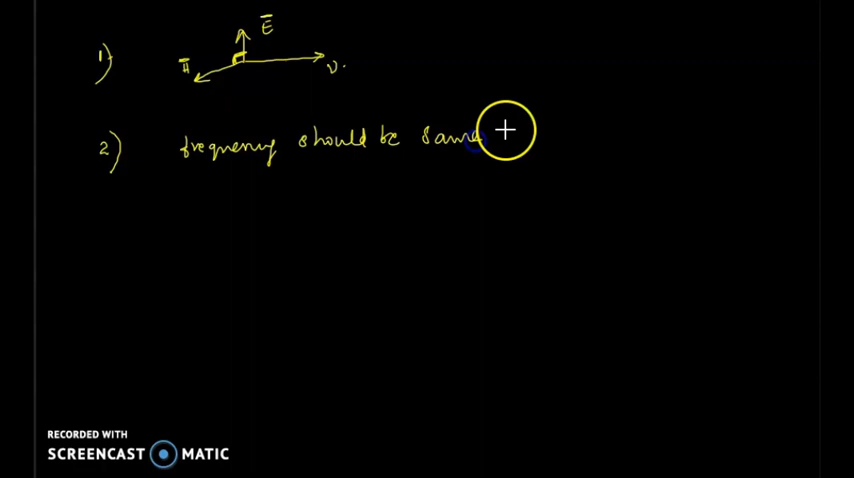 1) E̅
H̅ v.
2) frequency should be same
RECORDED WITH
SCREENCAST MATIC